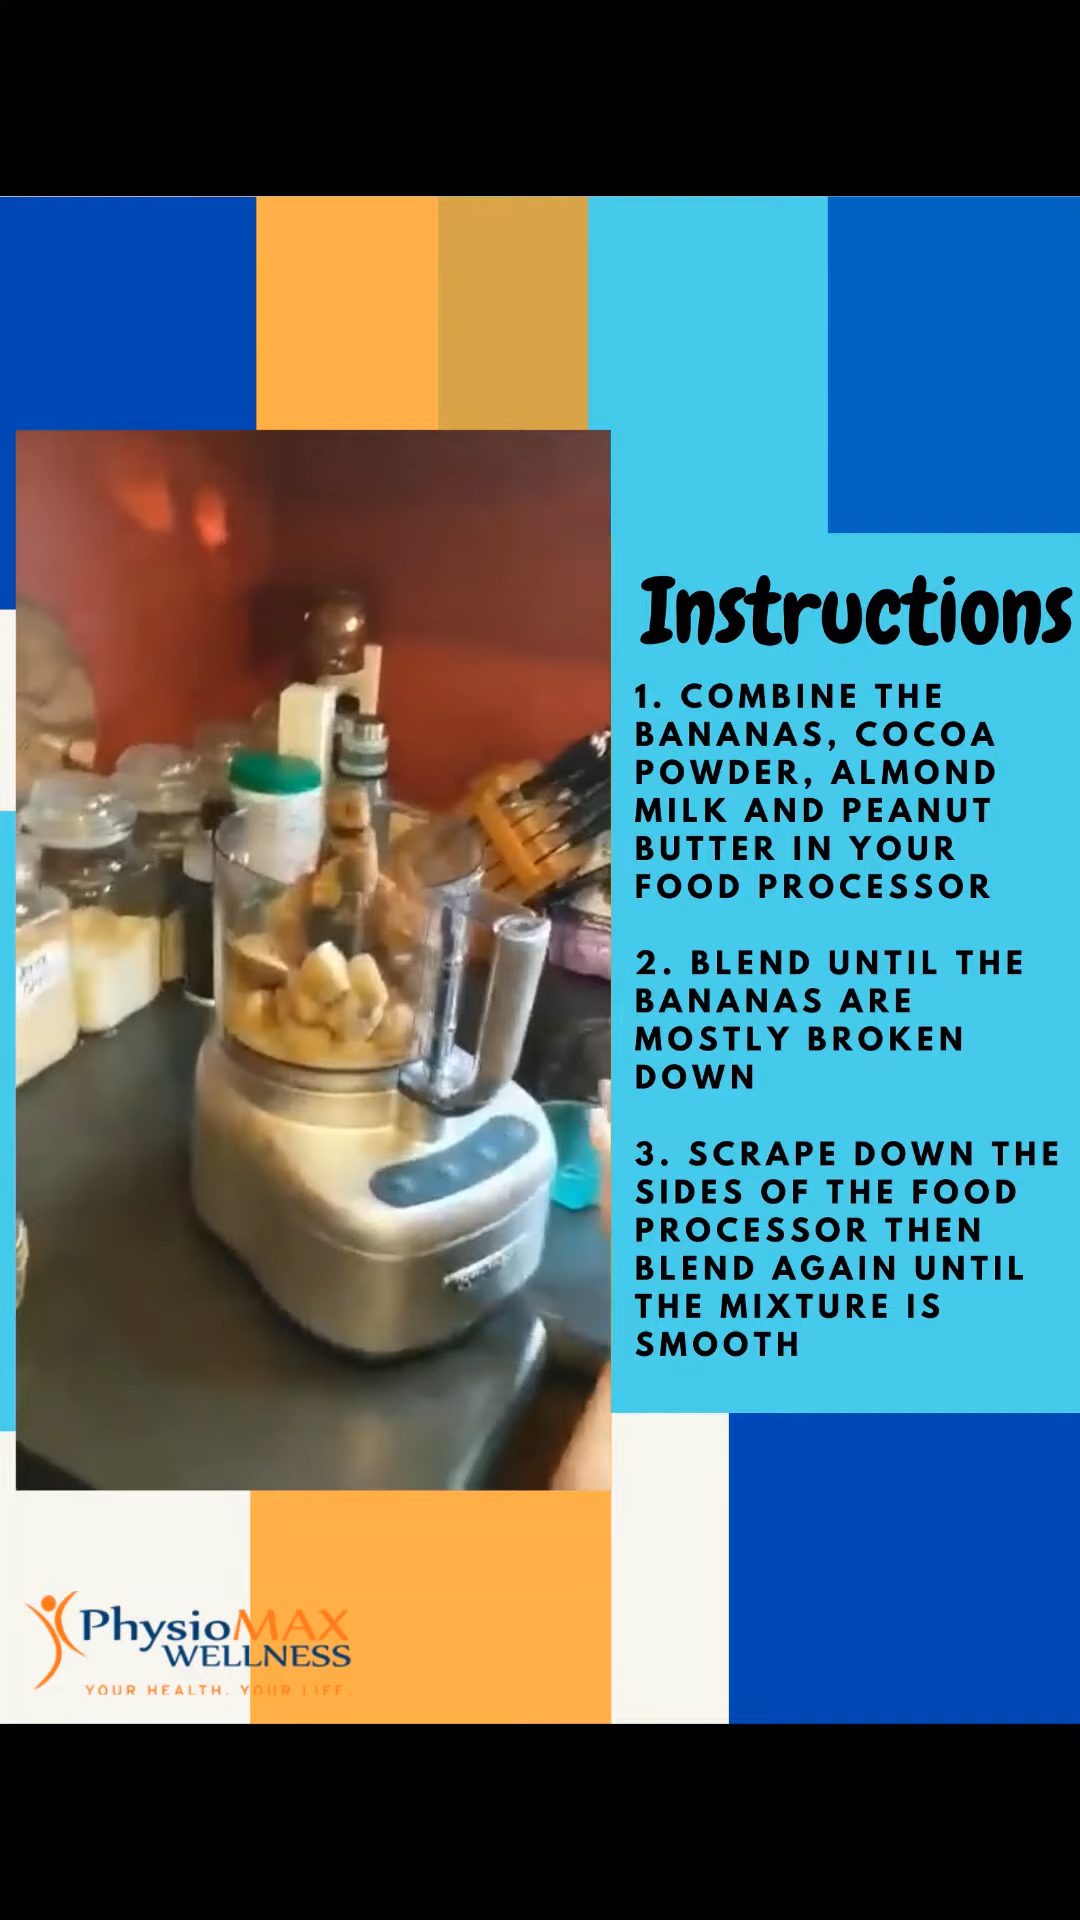 Instructions
1. COMBINE THE
BANANAS, COCOA
POWDER, ALMOND
MILK AND PEANUT
BUTTER IN YOUR
FOOD PROCESSOR
2. BLEND UNTIL THE
BANANAS ARE
MOSTLY BROKEN
DOWN
3. SCRAPE DOWN THE
SIDES OF THE FOOD
PROCESSOR THEN
BLEND AGAIN UNTIL
THE MIXTURE IS
SMOOTH
PhysioMAX
WELLNESS
YOUR HEALTH. YOUR LIFE